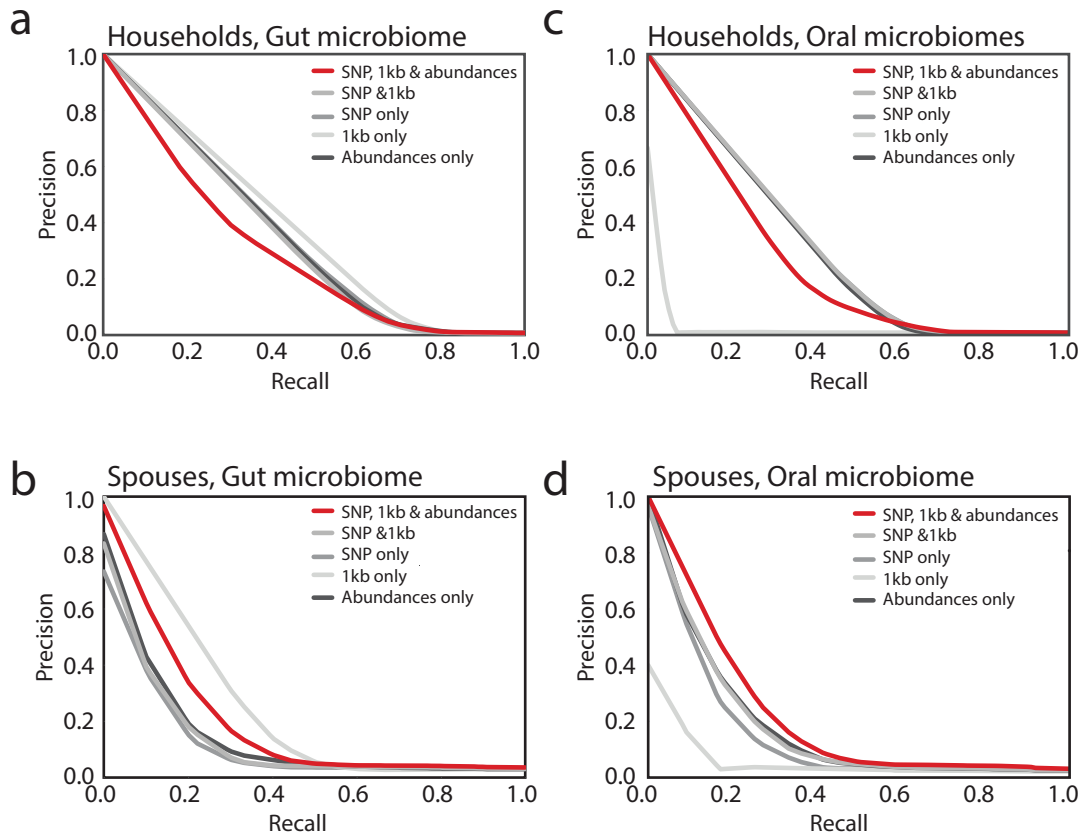 a
Households, Gut microbiome
1.0
0.8
0.6
0.4
0.2
0.0
Precision
SNP, 1kb & abundances
SNP &1kb
SNP only
1kb only
Abundances only
0.0 0.2 0.4 0.6 0.8 1.0
Recall
c
Households, Oral microbiomes
1.0
0.8
0.6
0.4
0.2
0.0
Precision
SNP, 1kb & abundances
SNP &1kb
SNP only
1kb only
Abundances only
0.0 0.2 0.4 0.6 0.8 1.0
Recall
b
Spouses, Gut microbiome
1.0
0.8
0.6
0.4
0.2
0.0
Precision
SNP, 1kb & abundances
SNP &1kb
SNP only
1kb only
Abundances only
0.0 0.2 0.4 0.6 0.8 1.0
Recall
d
Spouses, Oral microbiome
1.0
0.8
0.6
0.4
0.2
0.0
Precision
SNP, 1kb & abundances
SNP &1kb
SNP only
1kb only
Abundances only
0.0 0.2 0.4 0.6 0.8 1.0
Recall